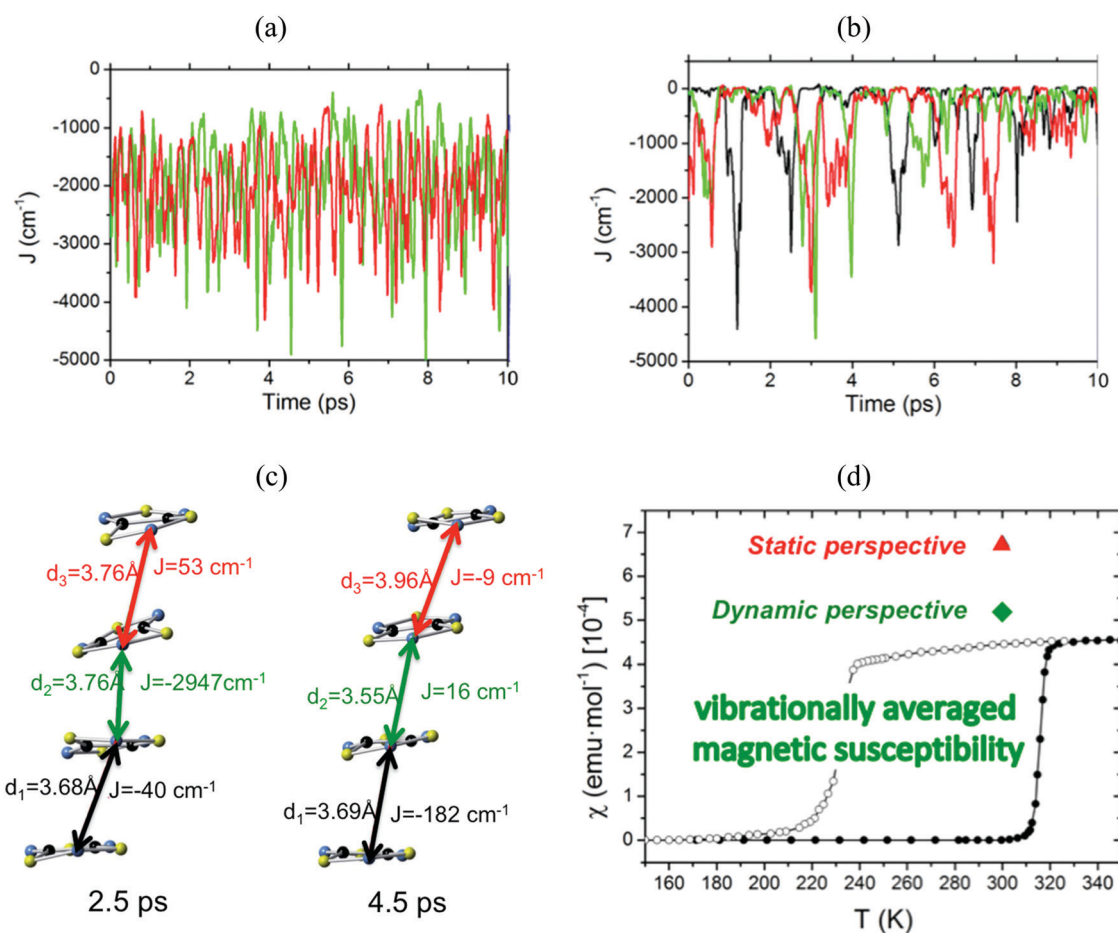 (a)
0
-1000
-2000
-3000
-4000
-5000
J (cm⁻¹)
0 2 4 6 8 10
Time (ps)
(b)
0
-1000
-2000
-3000
-4000
-5000
J (cm⁻¹)
0 2 4 6 8 10
Time (ps)
(c)
d₃=3.76Å J=53 cm⁻¹
d₂=3.76Å J=-2947cm⁻¹
d₁=3.68Å J=-40 cm⁻¹
2.5 ps
d₃=3.96Å J=-9 cm⁻¹
d₂=3.55Å J=16 cm⁻¹
d₁=3.69Å J=-182 cm⁻¹
4.5 ps
(d)
7
6
5
4
3
2
1
0
χ (emu·mol⁻¹) [10⁻⁴]
Static perspective
Dynamic perspective
vibrationally averaged
magnetic susceptibility
160 180 200 220 240 260 280 300 320 340
T (K)